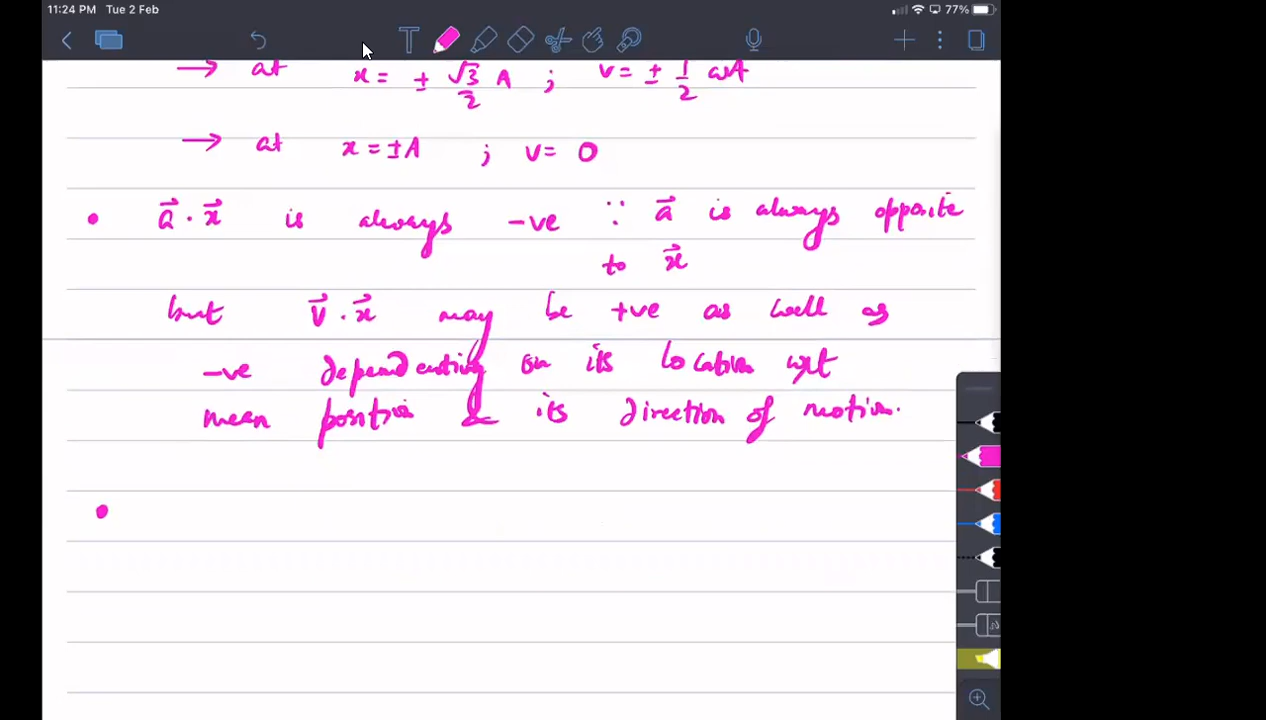 11:24 PM Tue 2 Feb 77%
→ at x = ± √3/2 A ; v = ± 1/2 ωA
→ at x = ±A ; v = 0
• a⃗ · x⃗ is always -ve ∵ a⃗ is always opposite
to x⃗
but v⃗ · x⃗ may be +ve as well as
-ve dependenting on its location wrt
mean position & its direction of motion.
•